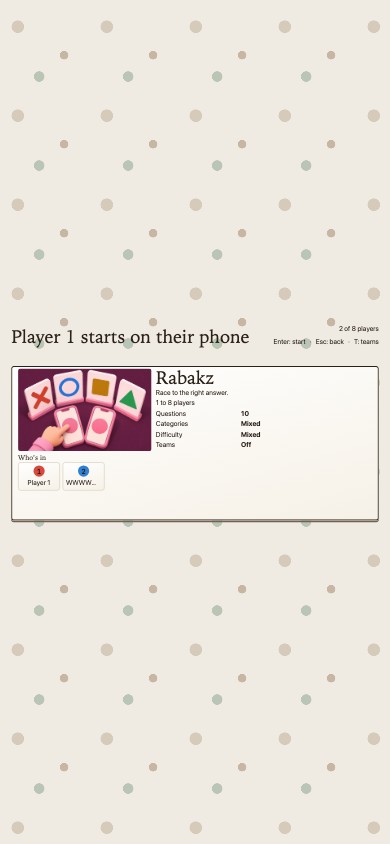 Player 1 starts on their phone
2 of 8 players
Enter: start · Esc: back · T: teams
Rabakz
Race to the right answer.
1 to 8 players
Questions 10
Categories Mixed
Difficulty Mixed
Teams Off
Who's in
1 2
Player 1 WWWW...